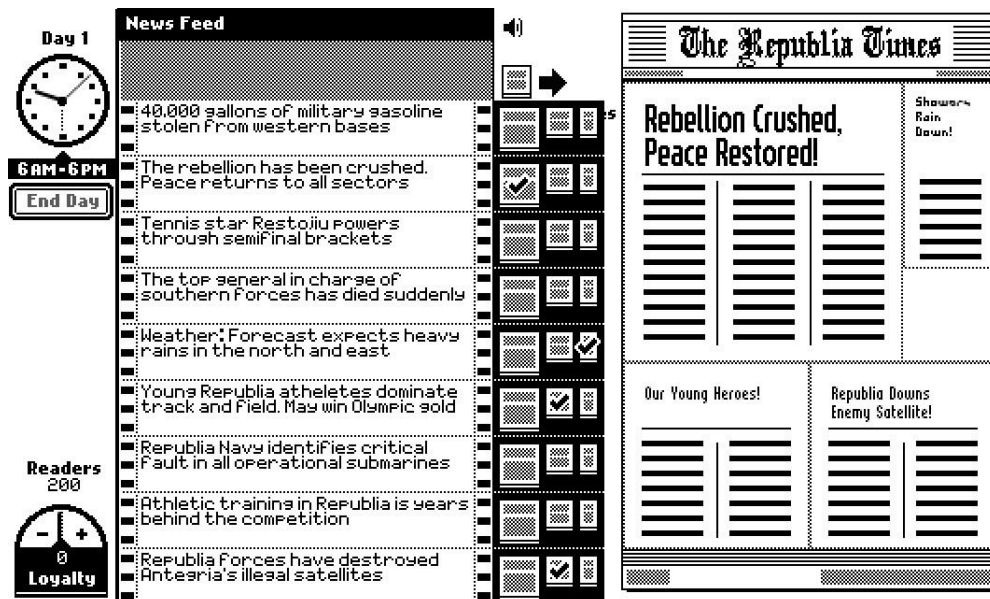 Day 1
6AM-6PM
End Day
Readers
200
- +
0
Loyalty
News Feed
40,000 gallons of military gasoline
stolen from western bases
The rebellion has been crushed.
Peace returns to all sectors
Tennis star Restojiu powers
through semifinal brackets
The top general in charge of
southern forces has died suddenly
Weather: Forecast expects heavy
rains in the north and east
Young Republia atheletes dominate
track and field. May win Olympic gold
Republia Navy identifies critical
fault in all operational submarines
Athletic training in Republia is years
behind the competition
Republia forces have destroyed
Antegria's illegal satellites
es
The Republia Times
Rebellion Crushed,
Peace Restored!
Showers
Rain
Down!
Our Young Heroes!
Republia Downs
Enemy Satellite!